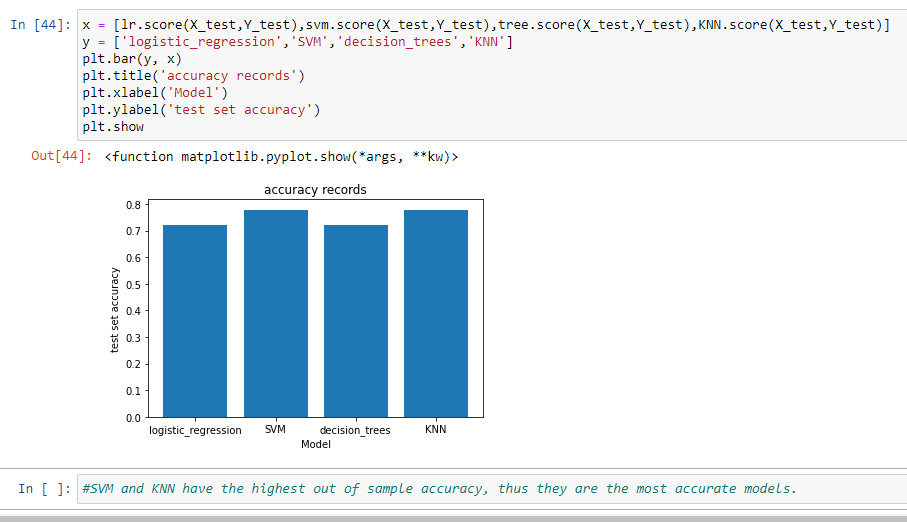 In [44]: x = [lr.score(X_test,Y_test),svm.score(X_test,Y_test),tree.score(X_test,Y_test),KNN.score(X_test,Y_test)]
y = ['logistic_regression','SVM','decision_trees','KNN']
plt.bar(y, x)
plt.title('accuracy records')
plt.xlabel('Model')
plt.ylabel('test set accuracy')
plt.show
Out[44]: <function matplotlib.pyplot.show(*args, **kw)>
accuracy records
0.8
0.7
0.6
0.5
0.4
0.3
0.2
0.1
0.0
test set accuracy
logistic_regression SVM decision_trees KNN
Model
In [ ]: #SVM and KNN have the highest out of sample accuracy, thus they are the most accurate models.